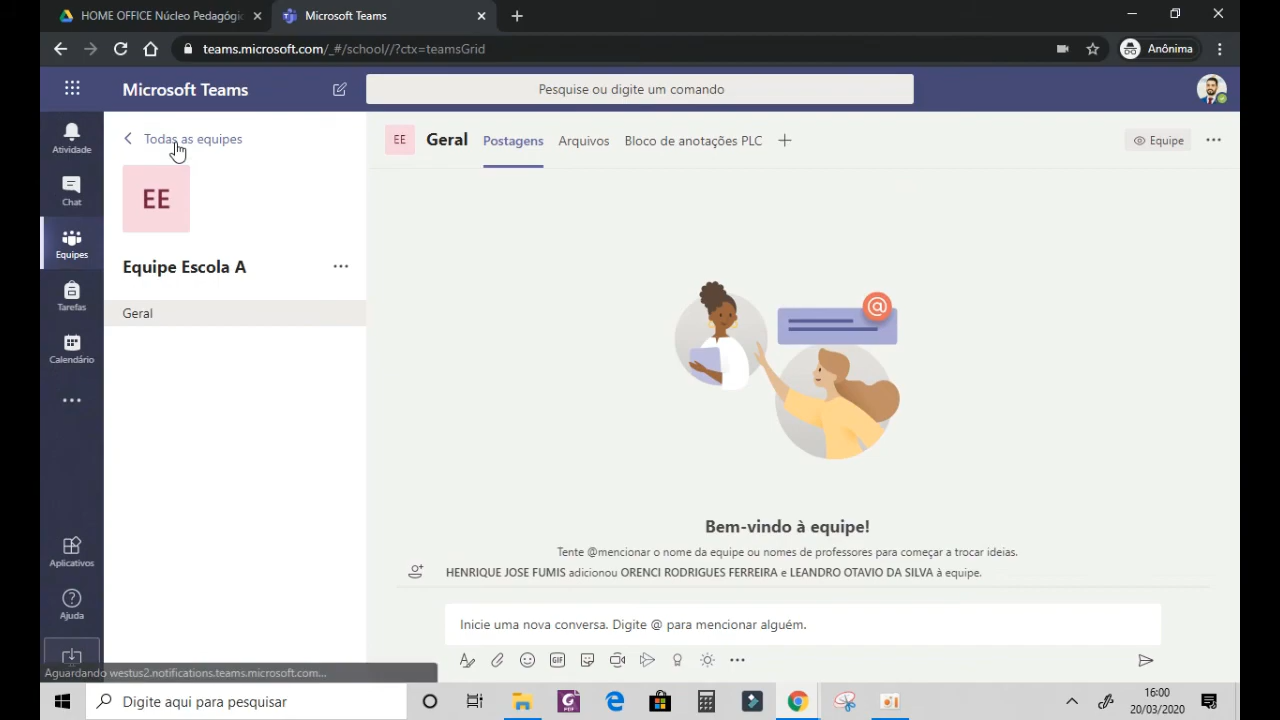 HOME OFFICE Núcleo Pedagógic
Microsoft Teams
teams.microsoft.com/_#/school//?ctx=teamsGrid
Anônima
Microsoft Teams
Pesquise ou digite um comando
Atividade
Chat
Equipes
Tarefas
Calendário
Aplicativos
Ajuda
Todas as equipes
EE
Equipe Escola A
Geral
EE
Geral
Postagens
Arquivos
Bloco de anotações PLC
Equipe
@
Bem-vindo à equipe!
Tente @mencionar o nome da equipe ou nomes de professores para começar a trocar ideias.
HENRIQUE JOSE FUMIS adicionou ORENCI RODRIGUES FERREIRA e LEANDRO OTAVIO DA SILVA à equipe.
Inicie uma nova conversa. Digite @ para mencionar alguém.
GIF
Aguardando westus2.notifications.teams.microsoft.com...
Digite aqui para pesquisar
16:00
20/03/2020